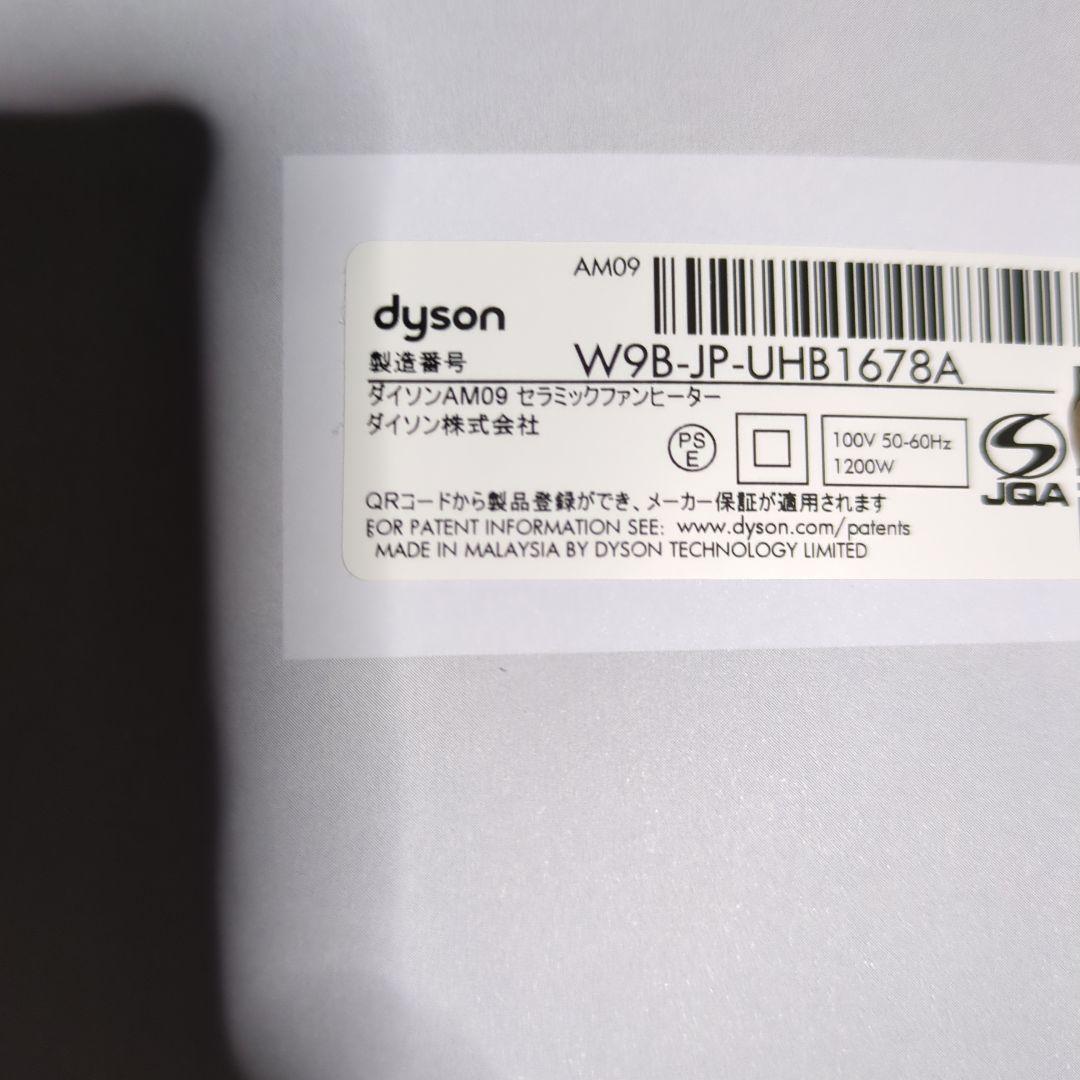 AM09
dyson
製造番号 W9B-JP-UHB1678A
ダイソンAM09 セラミックファンヒーター
ダイソン株式会社
PS
E
100V 50-60Hz
1200W
JQA
QRコードから製品登録ができ、メーカー保証が適用されます
FOR PATENT INFORMATION SEE: www.dyson.com/patents
MADE IN MALAYSIA BY DYSON TECHNOLOGY LIMITED